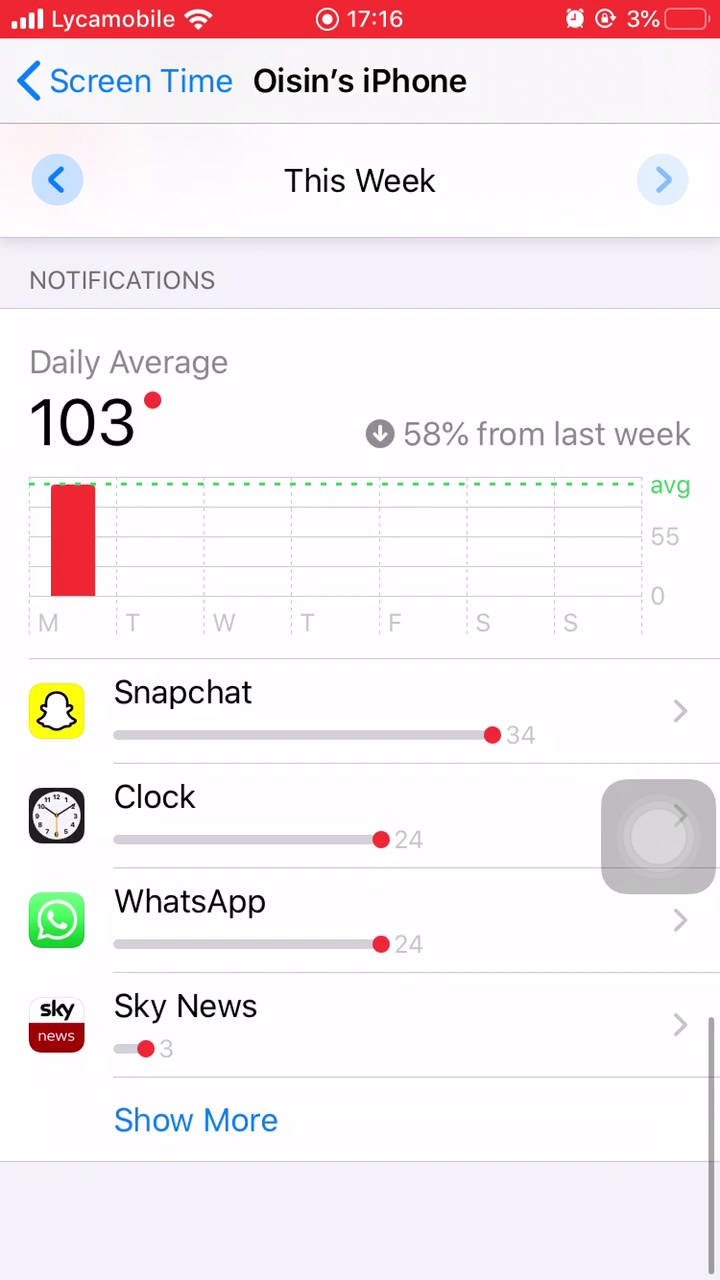 Lycamobile 17:16 3%
Screen Time Oisin's iPhone
This Week
NOTIFICATIONS
Daily Average
103
58% from last week
avg
55
0
M T W T F S S
Snapchat
34
Clock
24
WhatsApp
24
sky news
Sky News
3
Show More